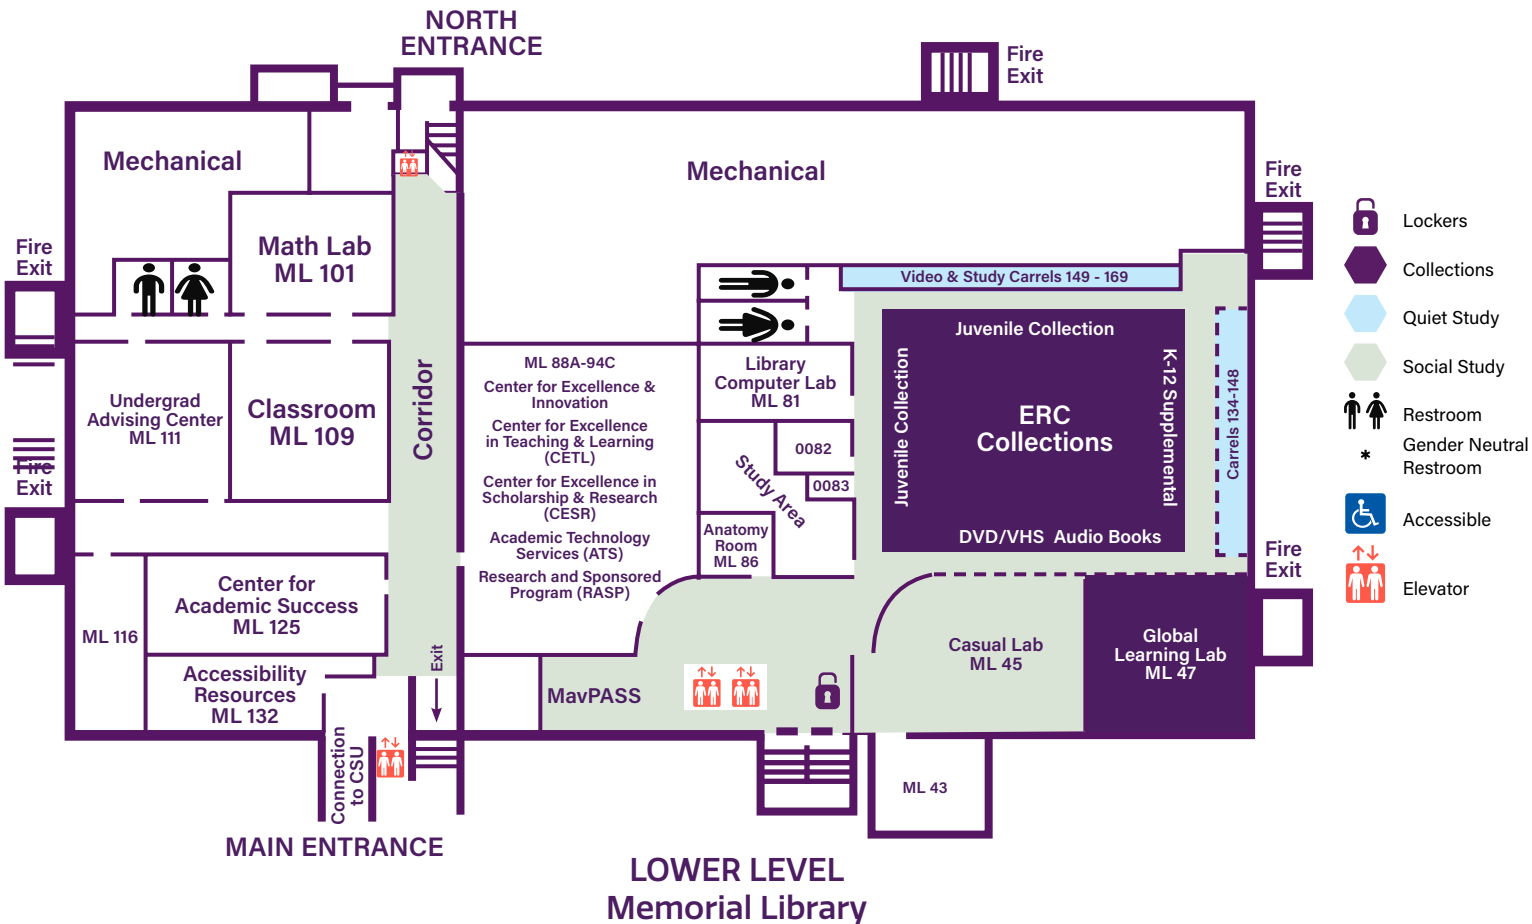 NORTH
ENTRANCE
Fire
Exit
Mechanical
Mechanical
Fire
Exit
Math Lab
ML 101
Fire
Exit
Video & Study Carrels 149 - 169
Juvenile Collection
Juvenile Collection
K-12 Supplemental
ERC
Collections
DVD/VHS Audio Books
Carrels 134-148
Corridor
ML 88A-94C
Center for Excellence &
Innovation
Center for Excellence
in Teaching & Learning
(CETL)
Center for Excellence in
Scholarship & Research
(CESR)
Academic Technology
Services (ATS)
Research and Sponsored
Program (RASP)
Library
Computer Lab
ML 81
0082
0083
Study Area
Anatomy
Room
ML 86
Undergrad
Advising Center
ML 111
Classroom
ML 109
Fire
Exit
Fire
Exit
Center for
Academic Success
ML 125
ML 116
Accessibility
Resources
ML 132
Exit
MavPASS
Casual Lab
ML 45
Global
Learning Lab
ML 47
ML 43
Connection
to CSU
MAIN ENTRANCE
LOWER LEVEL
Memorial Library
Lockers
Collections
Quiet Study
Social Study
Restroom
* Gender Neutral
Restroom
Accessible
Elevator